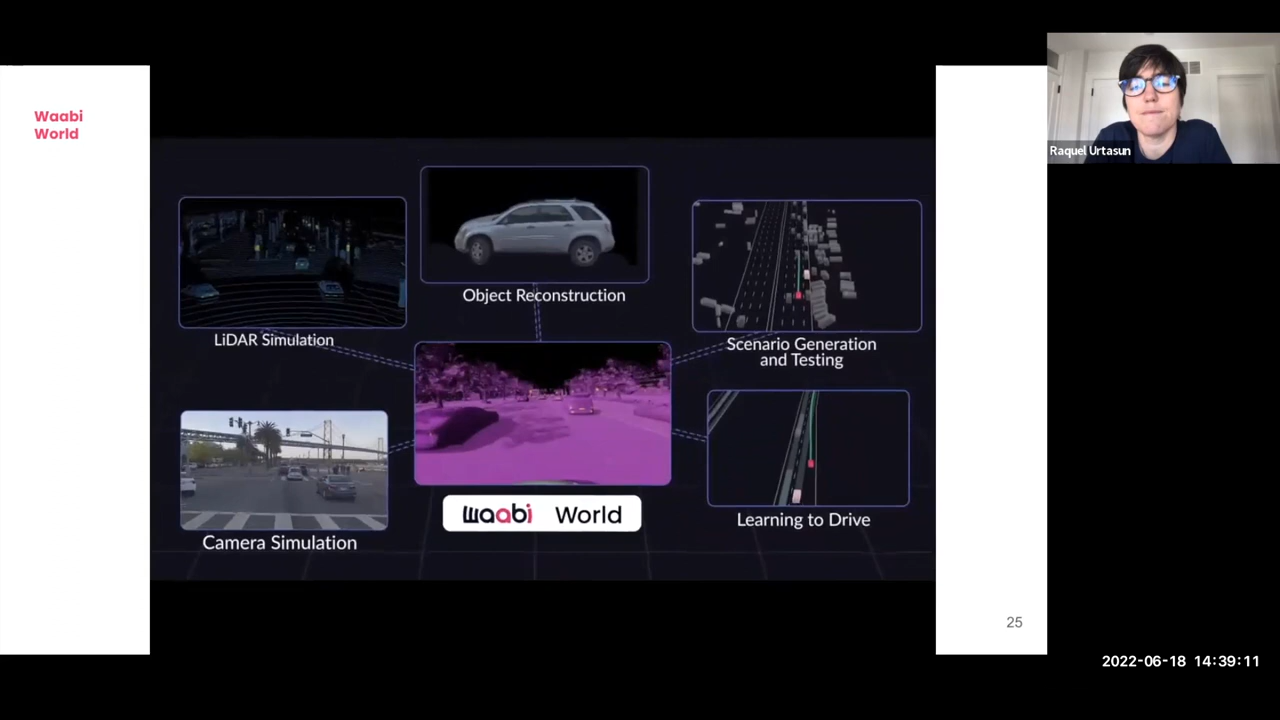 Waabi
World
Raquel Urtasun
Object Reconstruction
LiDAR Simulation
Scenario Generation
and Testing
waabi World
Learning to Drive
Camera Simulation
25
2022-06-18 14:39:11